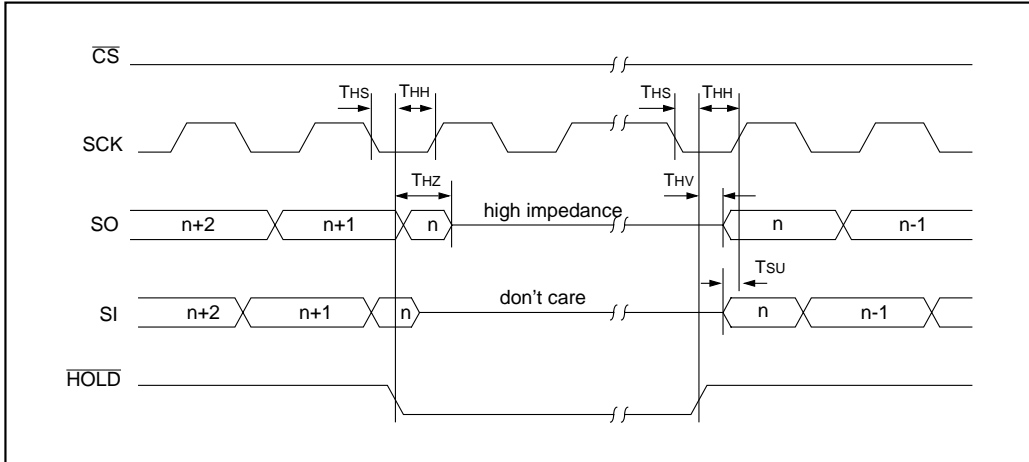 CS
THS THH THS THH
SCK
THZ THV
SO n+2 n+1 n high impedance n n-1
TSU
SI n+2 n+1 n don't care n n-1
HOLD